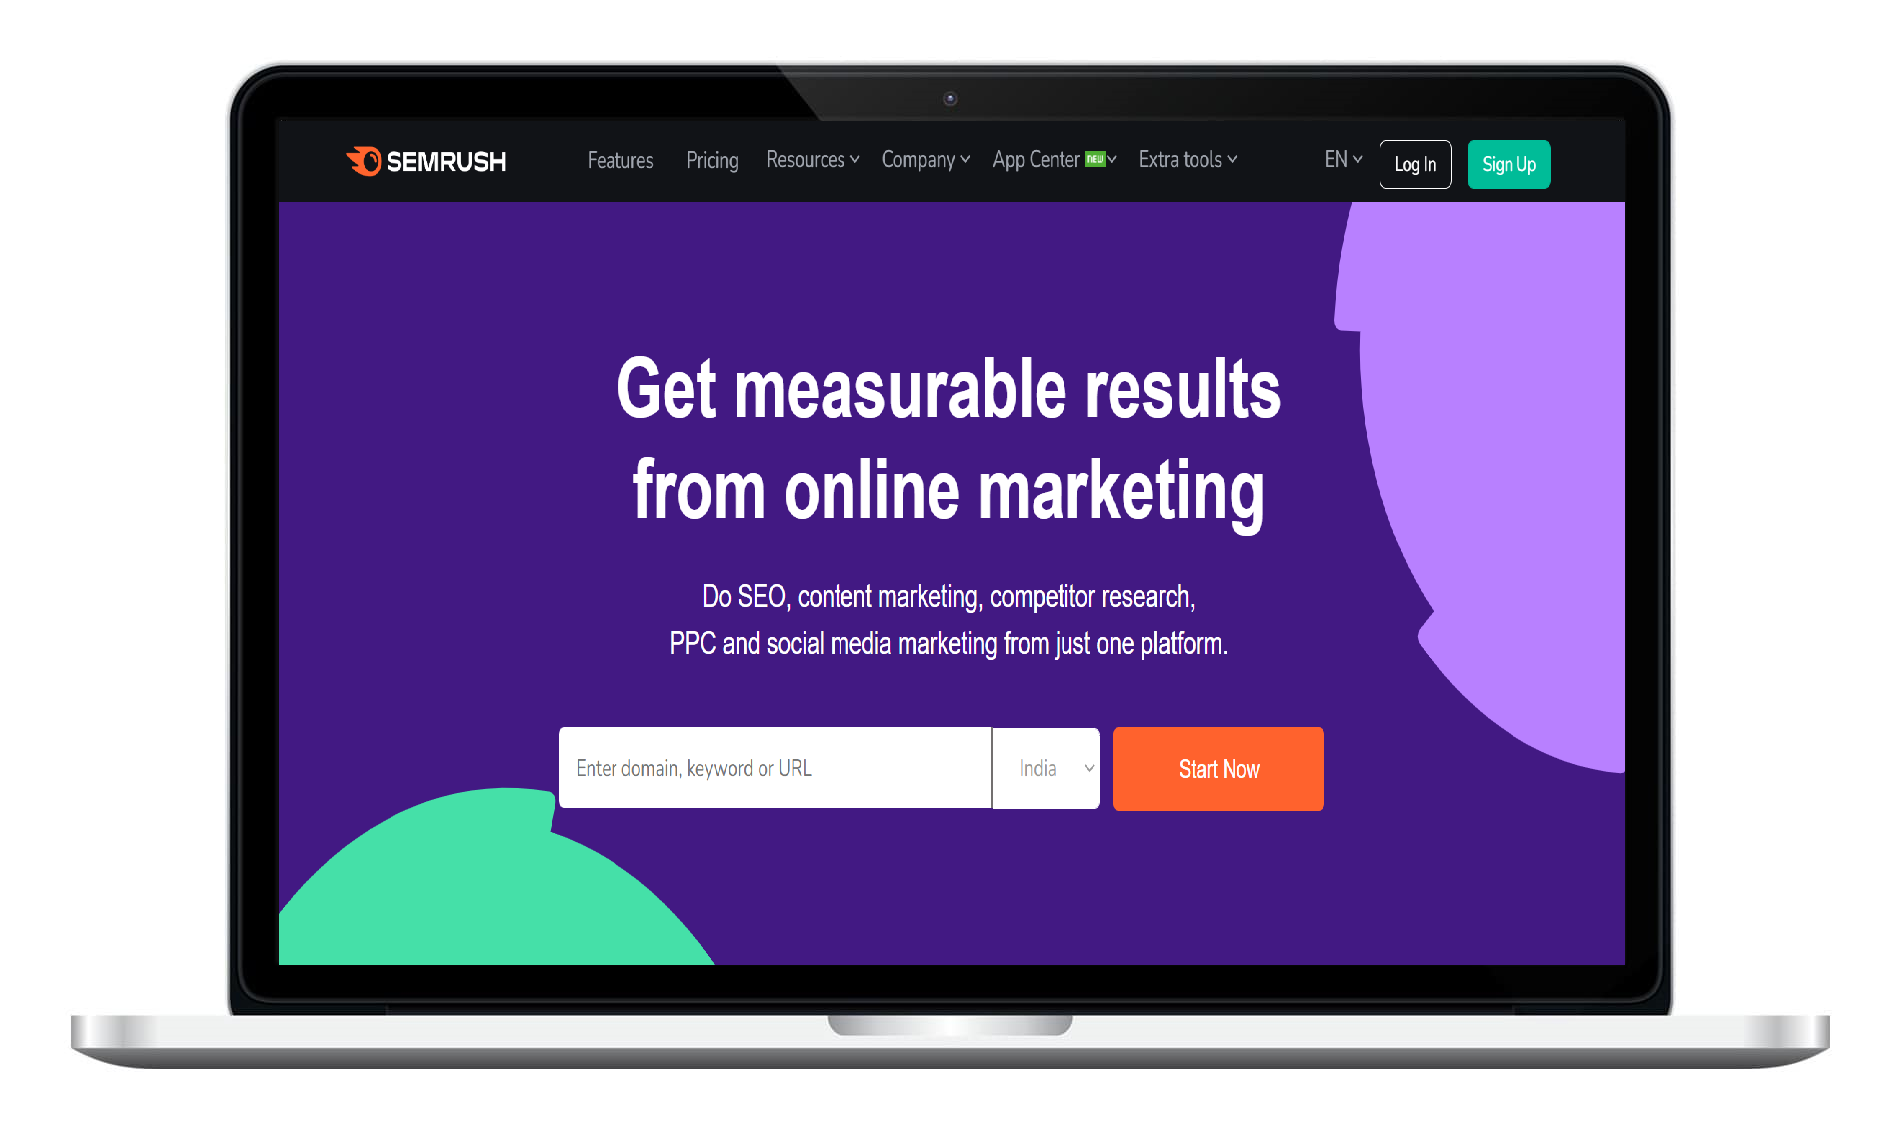 SEMRUSH Features Pricing Resources Company App Center NEW Extra tools EN Log In Sign Up
Get measurable results
from online marketing
Do SEO, content marketing, competitor research,
PPC and social media marketing from just one platform.
Enter domain, keyword or URL India Start Now